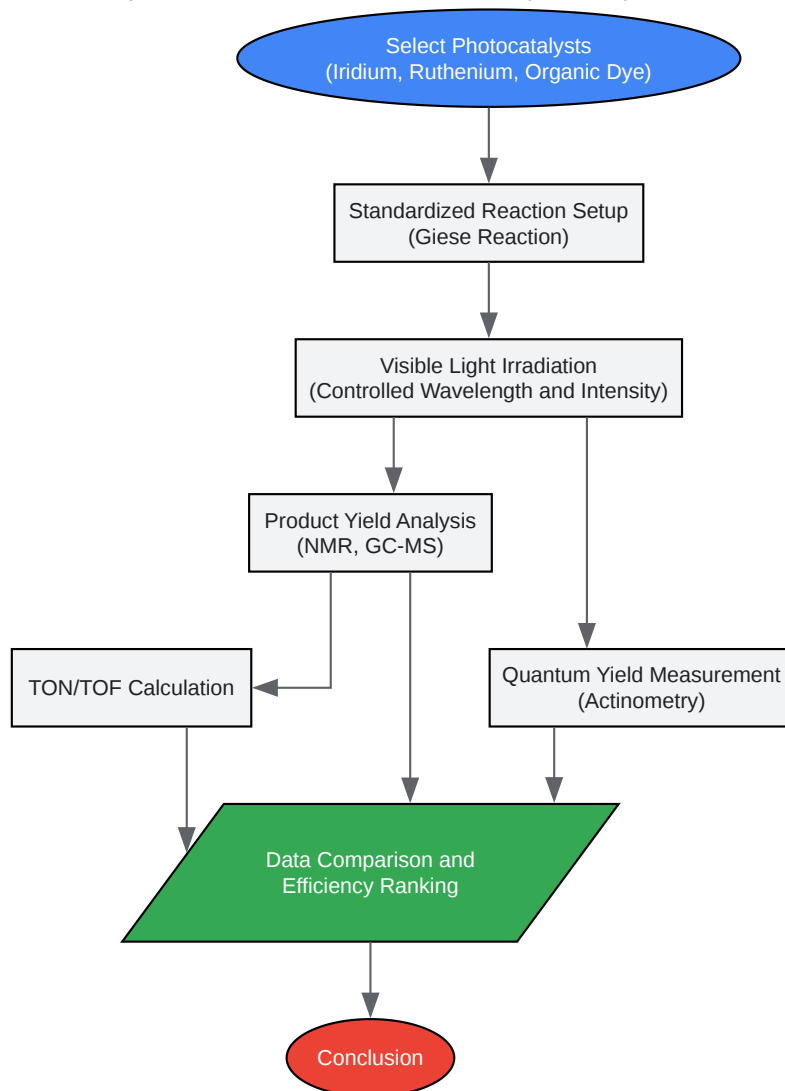 Select Photocatalysts
(Iridium, Ruthenium, Organic Dye)
Standardized Reaction Setup
(Giese Reaction)
Visible Light Irradiation
(Controlled Wavelength and Intensity)
Product Yield Analysis
(NMR, GC-MS)
TON/TOF Calculation
Quantum Yield Measurement
(Actinometry)
Data Comparison and
Efficiency Ranking
Conclusion